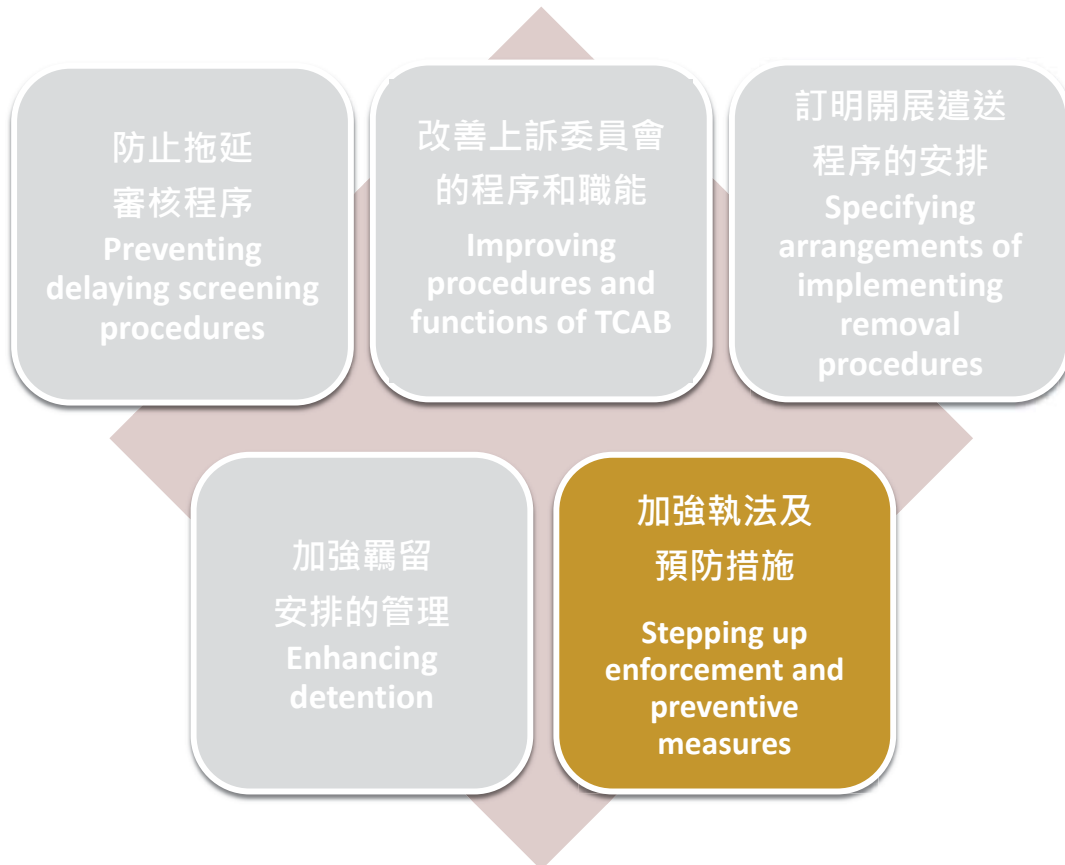 防止拖延
審核程序
Preventing
delaying screening
procedures
改善上訴委員會
的程序和職能
Improving
procedures and
functions of TCAB
訂明開展遣送
程序的安排
Specifying
arrangements of
implementing
removal
procedures
加強羈留
安排的管理
Enhancing
detention
加強執法及
預防措施
Stepping up
enforcement and
preventive
measures